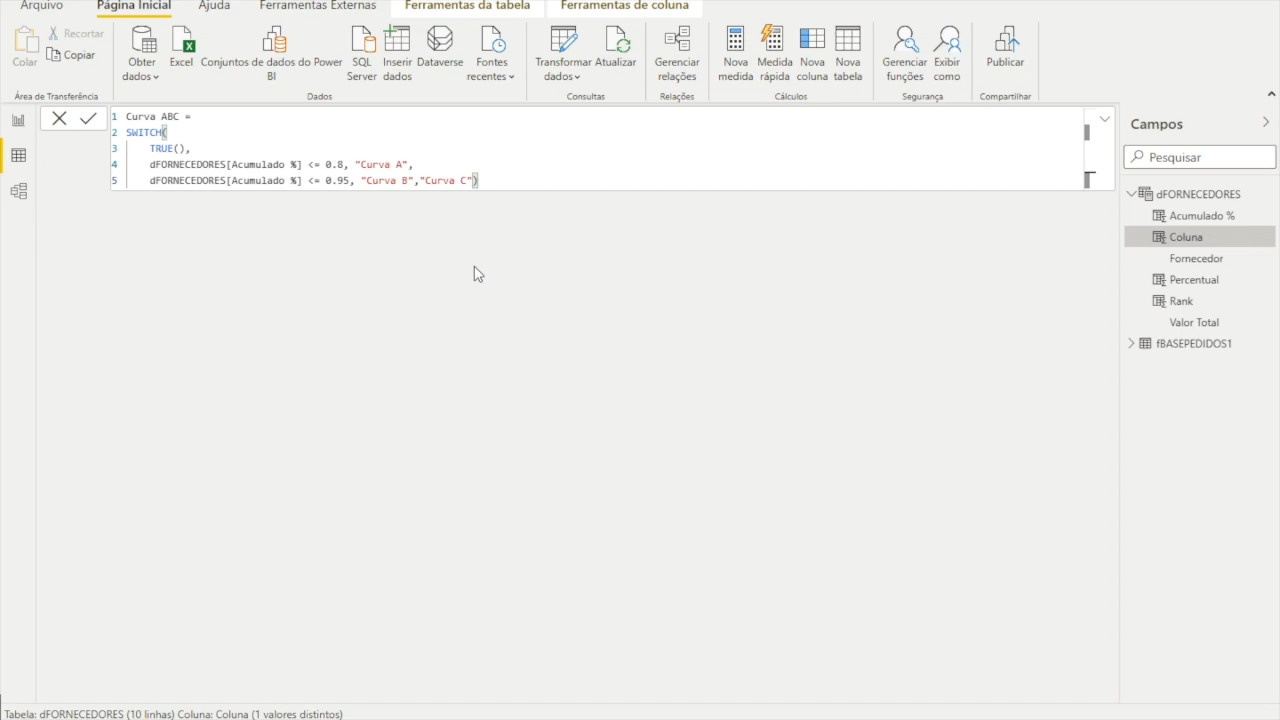 Arquivo Página Inicial Ajuda Ferramentas Externas Ferramentas da tabela Ferramentas de coluna
Colar
Recortar
Copiar
Área de Transferência
Obter dados
Excel
Conjuntos de dados do Power BI
SQL Server
Inserir dados
Dataverse
Fontes recentes
Dados
Transformar dados
Atualizar
Consultas
Gerenciar relações
Relações
Nova medida
Medida rápida
Nova coluna
Nova tabela
Cálculos
Gerenciar funções
Exibir como
Segurança
Publicar
Compartilhar
1 Curva ABC =
2 SWITCH(
3 TRUE(),
4 dFORNECEDORES[Acumulado %] <= 0.8, "Curva A",
5 dFORNECEDORES[Acumulado %] <= 0.95, "Curva B","Curva C")
Campos
Pesquisar
dFORNECEDORES
Acumulado %
Coluna
Fornecedor
Percentual
Rank
Valor Total
fBASEPEDIDOS1
Tabela: dFORNECEDORES (10 linhas) Coluna: Coluna (1 valores distintos)